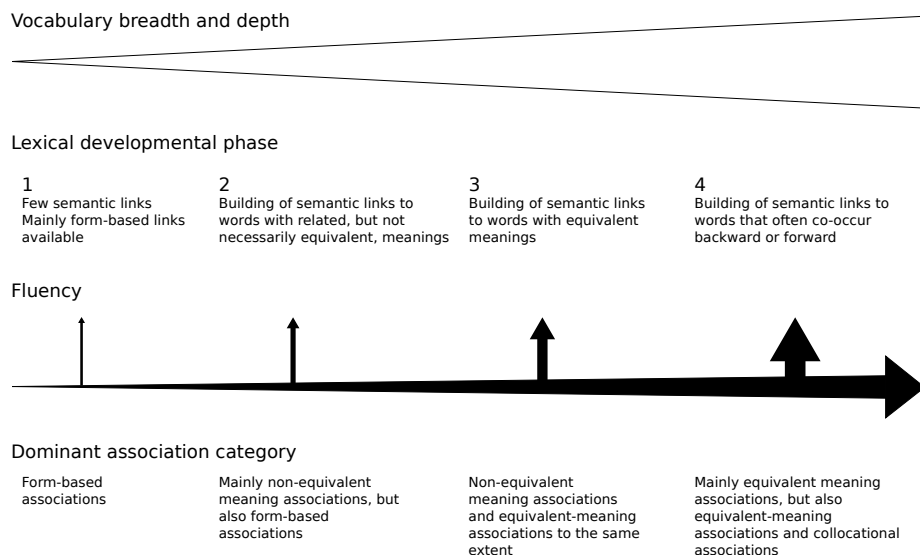 Vocabulary breadth and depth
Lexical developmental phase
1
Few semantic links
Mainly form-based links
available
2
Building of semantic links to
words with related, but not
necessarily equivalent, meanings
3
Building of semantic links
to words with equivalent
meanings
4
Building of semantic links to
words that often co-occur
backward or forward
Fluency
Dominant association category
Form-based
associations
Mainly non-equivalent
meaning associations, but
also form-based
associations
Non-equivalent
meaning associations
and equivalent-meaning
associations to the same
extent
Mainly equivalent meaning
associations, but also
equivalent-meaning
associations and collocational
associations